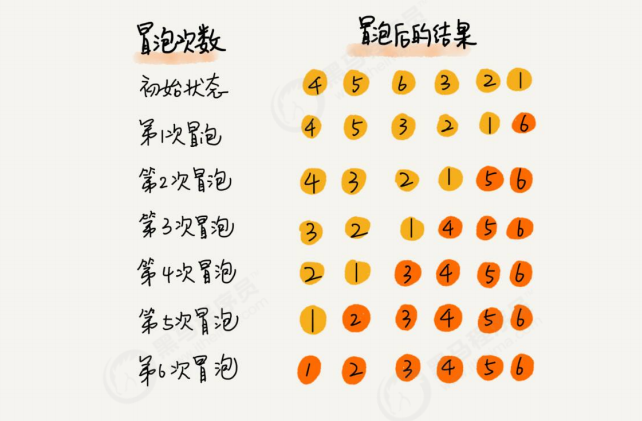 冒泡次数 冒泡后的结果
初始状态 4 5 6 3 2 1
第1次冒泡 4 5 3 2 1 6
第2次冒泡 4 3 2 1 5 6
第3次冒泡 3 2 1 4 5 6
第4次冒泡 2 1 3 4 5 6
第5次冒泡 1 2 3 4 5 6
第6次冒泡 1 2 3 4 5 6